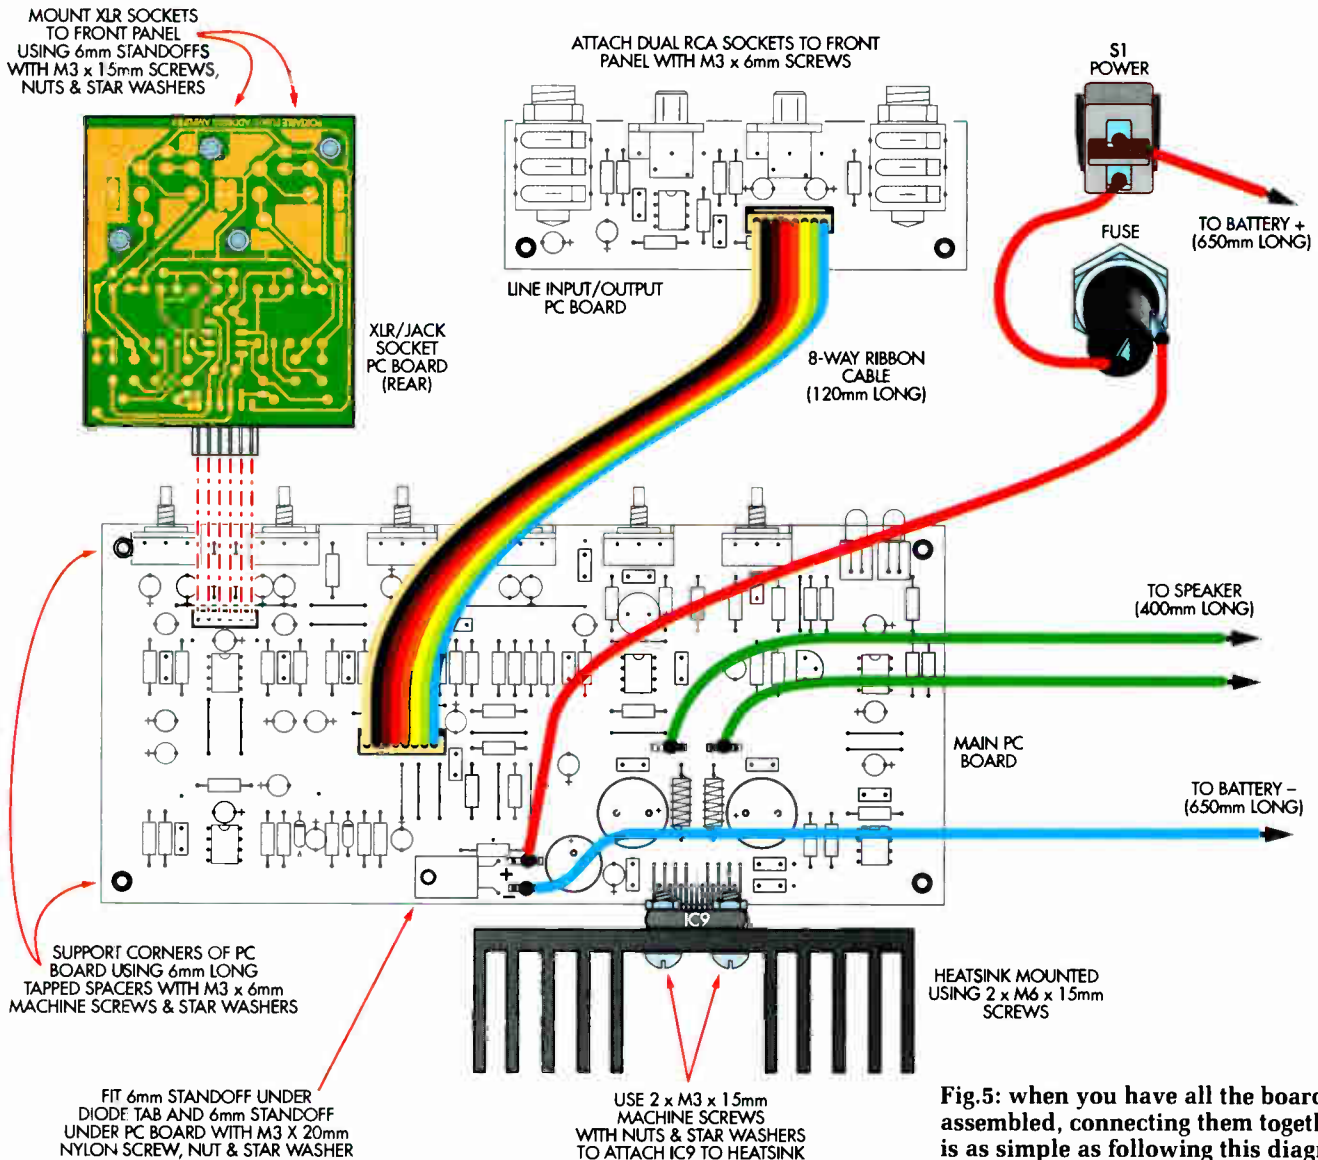 MOUNT XLR SOCKETS
TO FRONT PANEL
USING 6mm STANDOFFS
WITH M3 x 15mm SCREWS,
NUTS & STAR WASHERS
ATTACH DUAL RCA SOCKETS TO FRONT
PANEL WITH M3 x 6mm SCREWS
S1
POWER
TO BATTERY +
(650mm LONG)
FUSE
LINE INPUT/OUTPUT
PC BOARD
XLR/JACK
SOCKET
PC BOARD
(REAR)
8-WAY RIBBON
CABLE
(120mm LONG)
TO SPEAKER
(400mm LONG)
MAIN PC
BOARD
TO BATTERY –
(650mm LONG)
+
–
IC9
SUPPORT CORNERS OF PC
BOARD USING 6mm LONG
TAPPED SPACERS WITH M3 x 6mm
MACHINE SCREWS & STAR WASHERS
HEATSINK MOUNTED
USING 2 x M6 x 15mm
SCREWS
FIT 6mm STANDOFF UNDER
DIODE TAB AND 6mm STANDOFF
UNDER PC BOARD WITH M3 X 20mm
NYLON SCREW, NUT & STAR WASHER
USE 2 x M3 x 15mm
MACHINE SCREWS
WITH NUTS & STAR WASHERS
TO ATTACH IC9 TO HEATSINK
Fig.5: when you have all the board
assembled, connecting them togeth
is as simple as following this diagr